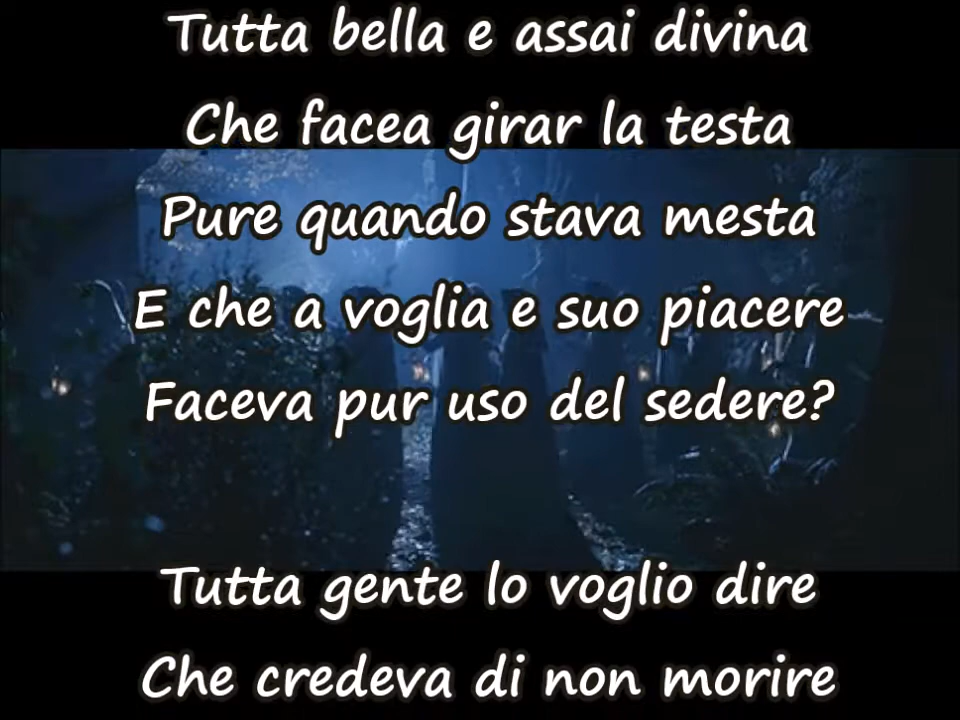 Tutta bella e assai divina
Che facea girar la testa
Pure quando stava mesta
E che a voglia e suo piacere
Faceva pur uso del sedere?
Tutta gente lo voglio dire
Che credeva di non morire